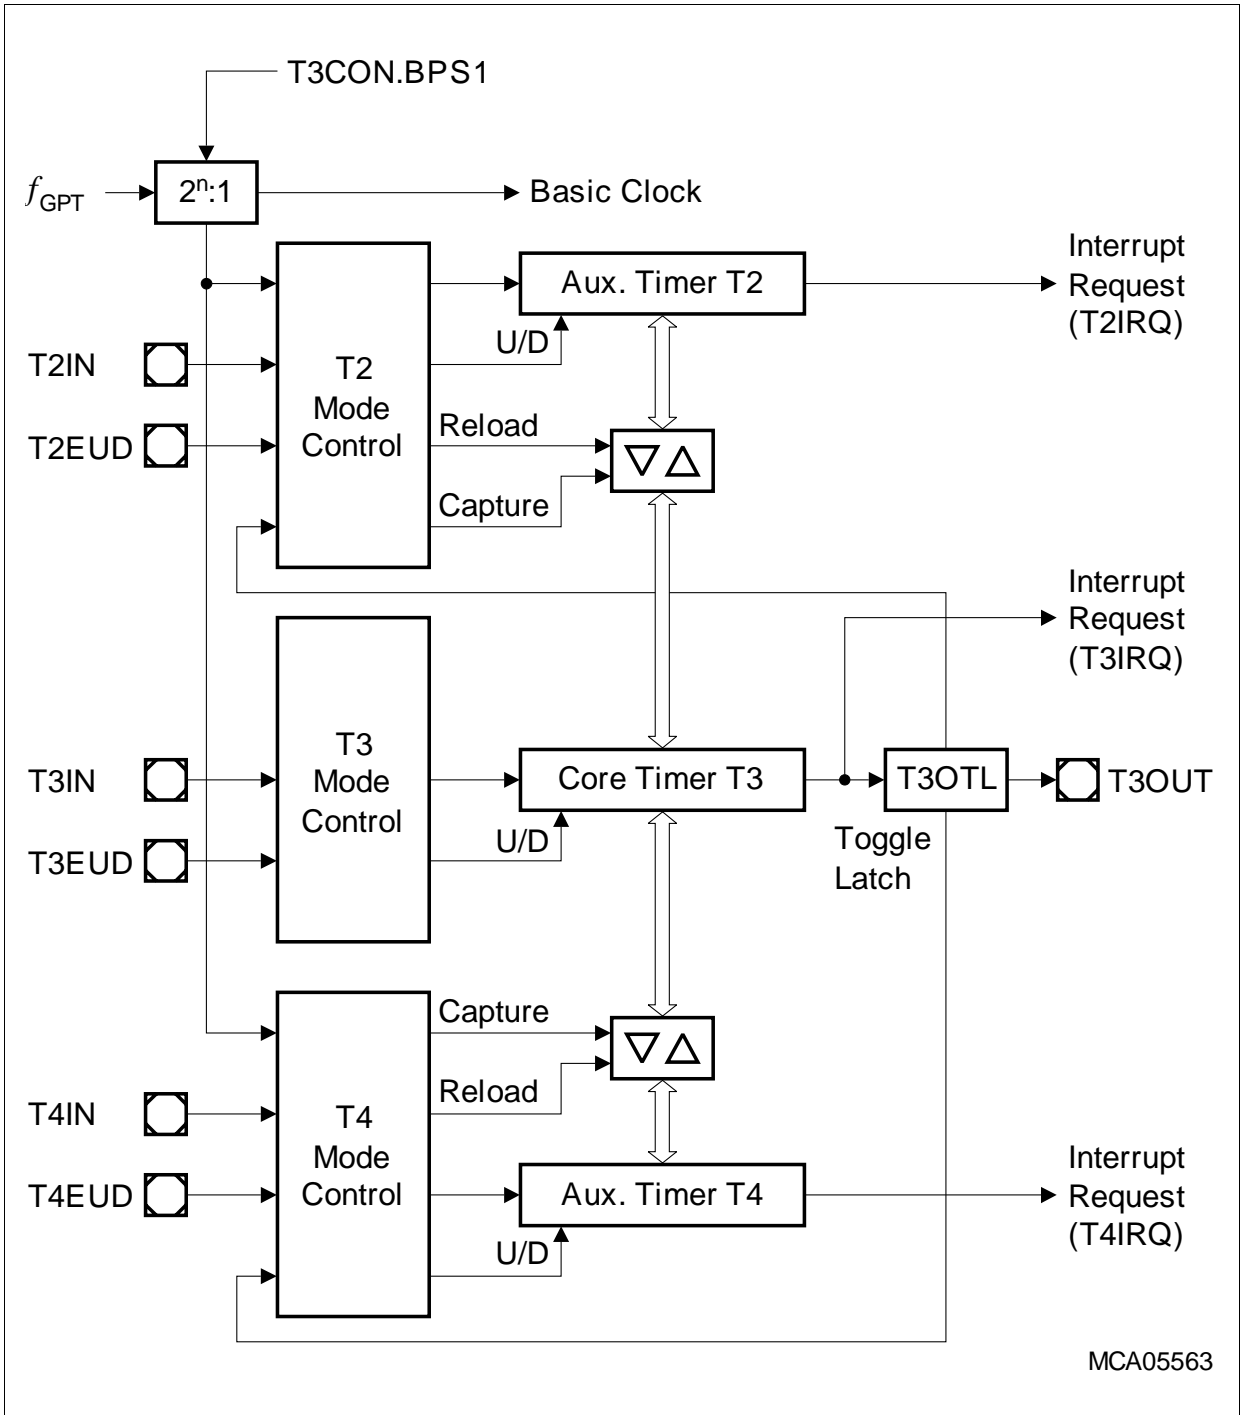 T3CON.BPS1
fGPT
2ⁿ:1
Basic Clock
Interrupt
Request
(T2IRQ)
Aux. Timer T2
U/D
T2IN
T2
Mode
Control
T2EUD
Reload
Capture
Interrupt
Request
(T3IRQ)
T3
Mode
Control
T3IN
Core Timer T3
T3OTL
T3OUT
U/D
Toggle
Latch
T3EUD
Capture
Reload
T4IN
T4
Mode
Control
T4EUD
Aux. Timer T4
U/D
Interrupt
Request
(T4IRQ)
MCA05563